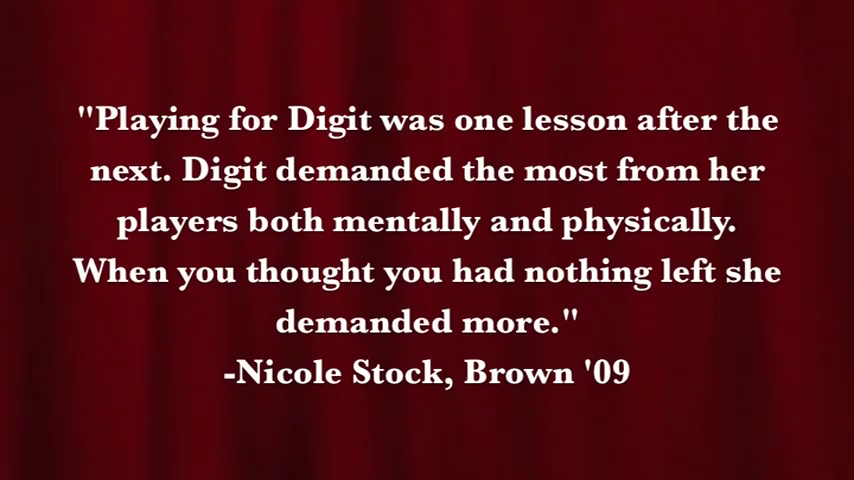 "Playing for Digit was one lesson after the
next. Digit demanded the most from her
players both mentally and physically.
When you thought you had nothing left she
demanded more."
-Nicole Stock, Brown '09